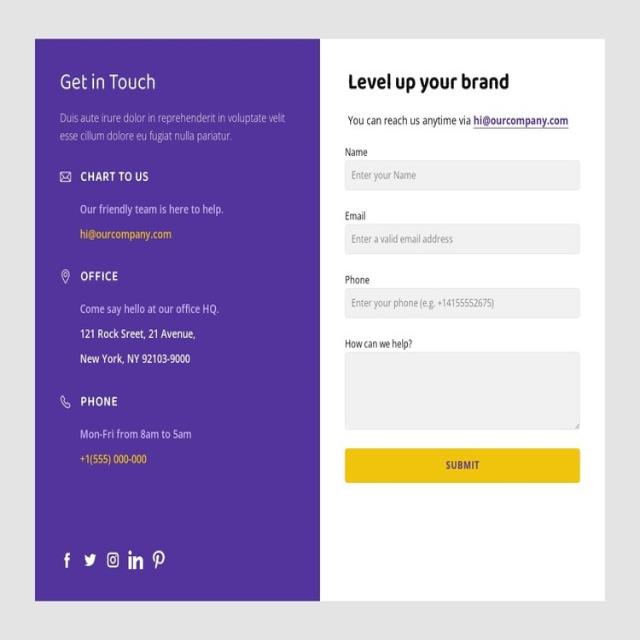 Get in Touch
Duis aute irure dolor in reprehenderit in voluptate velit
esse cillum dolore eu fugiat nulla pariatur.
CHART TO US
Our friendly team is here to help.
hi@ourcompany.com
OFFICE
Come say hello at our office HQ.
121 Rock Sreet, 21 Avenue,
New York, NY 92103-9000
PHONE
Mon-Fri from 8am to 5am
+1(555) 000-000
Level up your brand
You can reach us anytime via hi@ourcompany.com
Name
Enter your Name
Email
Enter a valid email address
Phone
Enter your phone (e.g. +14155552675)
How can we help?
SUBMIT